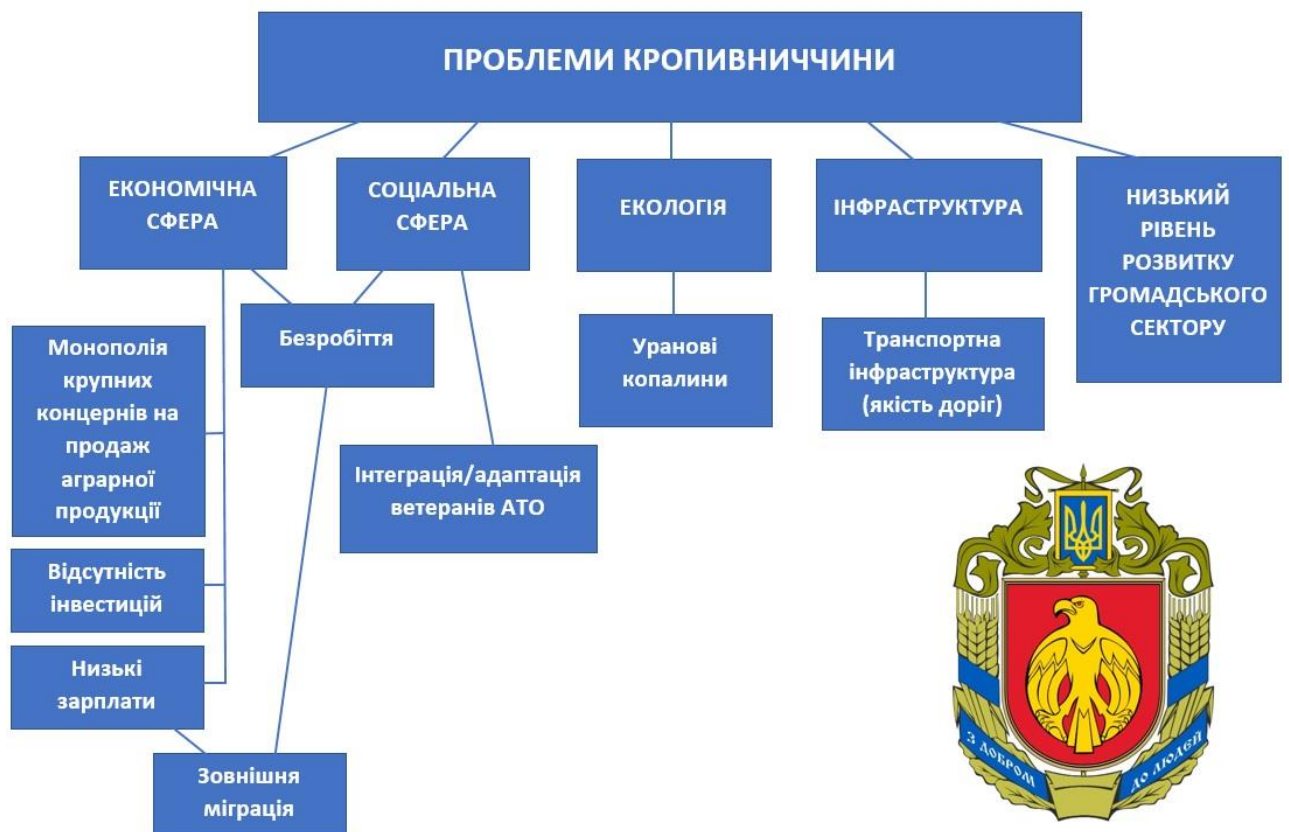 ПРОБЛЕМИ КРОПИВНИЧЧИНИ
ЕКОНОМІЧНА
СФЕРА
СОЦІАЛЬНА
СФЕРА
ЕКОЛОГІЯ
ІНФРАСТРУКТУРА
НИЗЬКИЙ
РІВЕНЬ
РОЗВИТКУ
ГРОМАДСЬКОГО
СЕКТОРУ
Безробіття
Монополія
крупних
концернів на
продаж
аграрної
продукції
Уранові
копалини
Транспортна
інфраструктура
(якість доріг)
Інтеграція/адаптація
ветеранів АТО
Відсутність
інвестицій
Низькі
зарплати
Зовнішня
міграція
З ДОБРОМ
ДО ЛЮДЕЙ